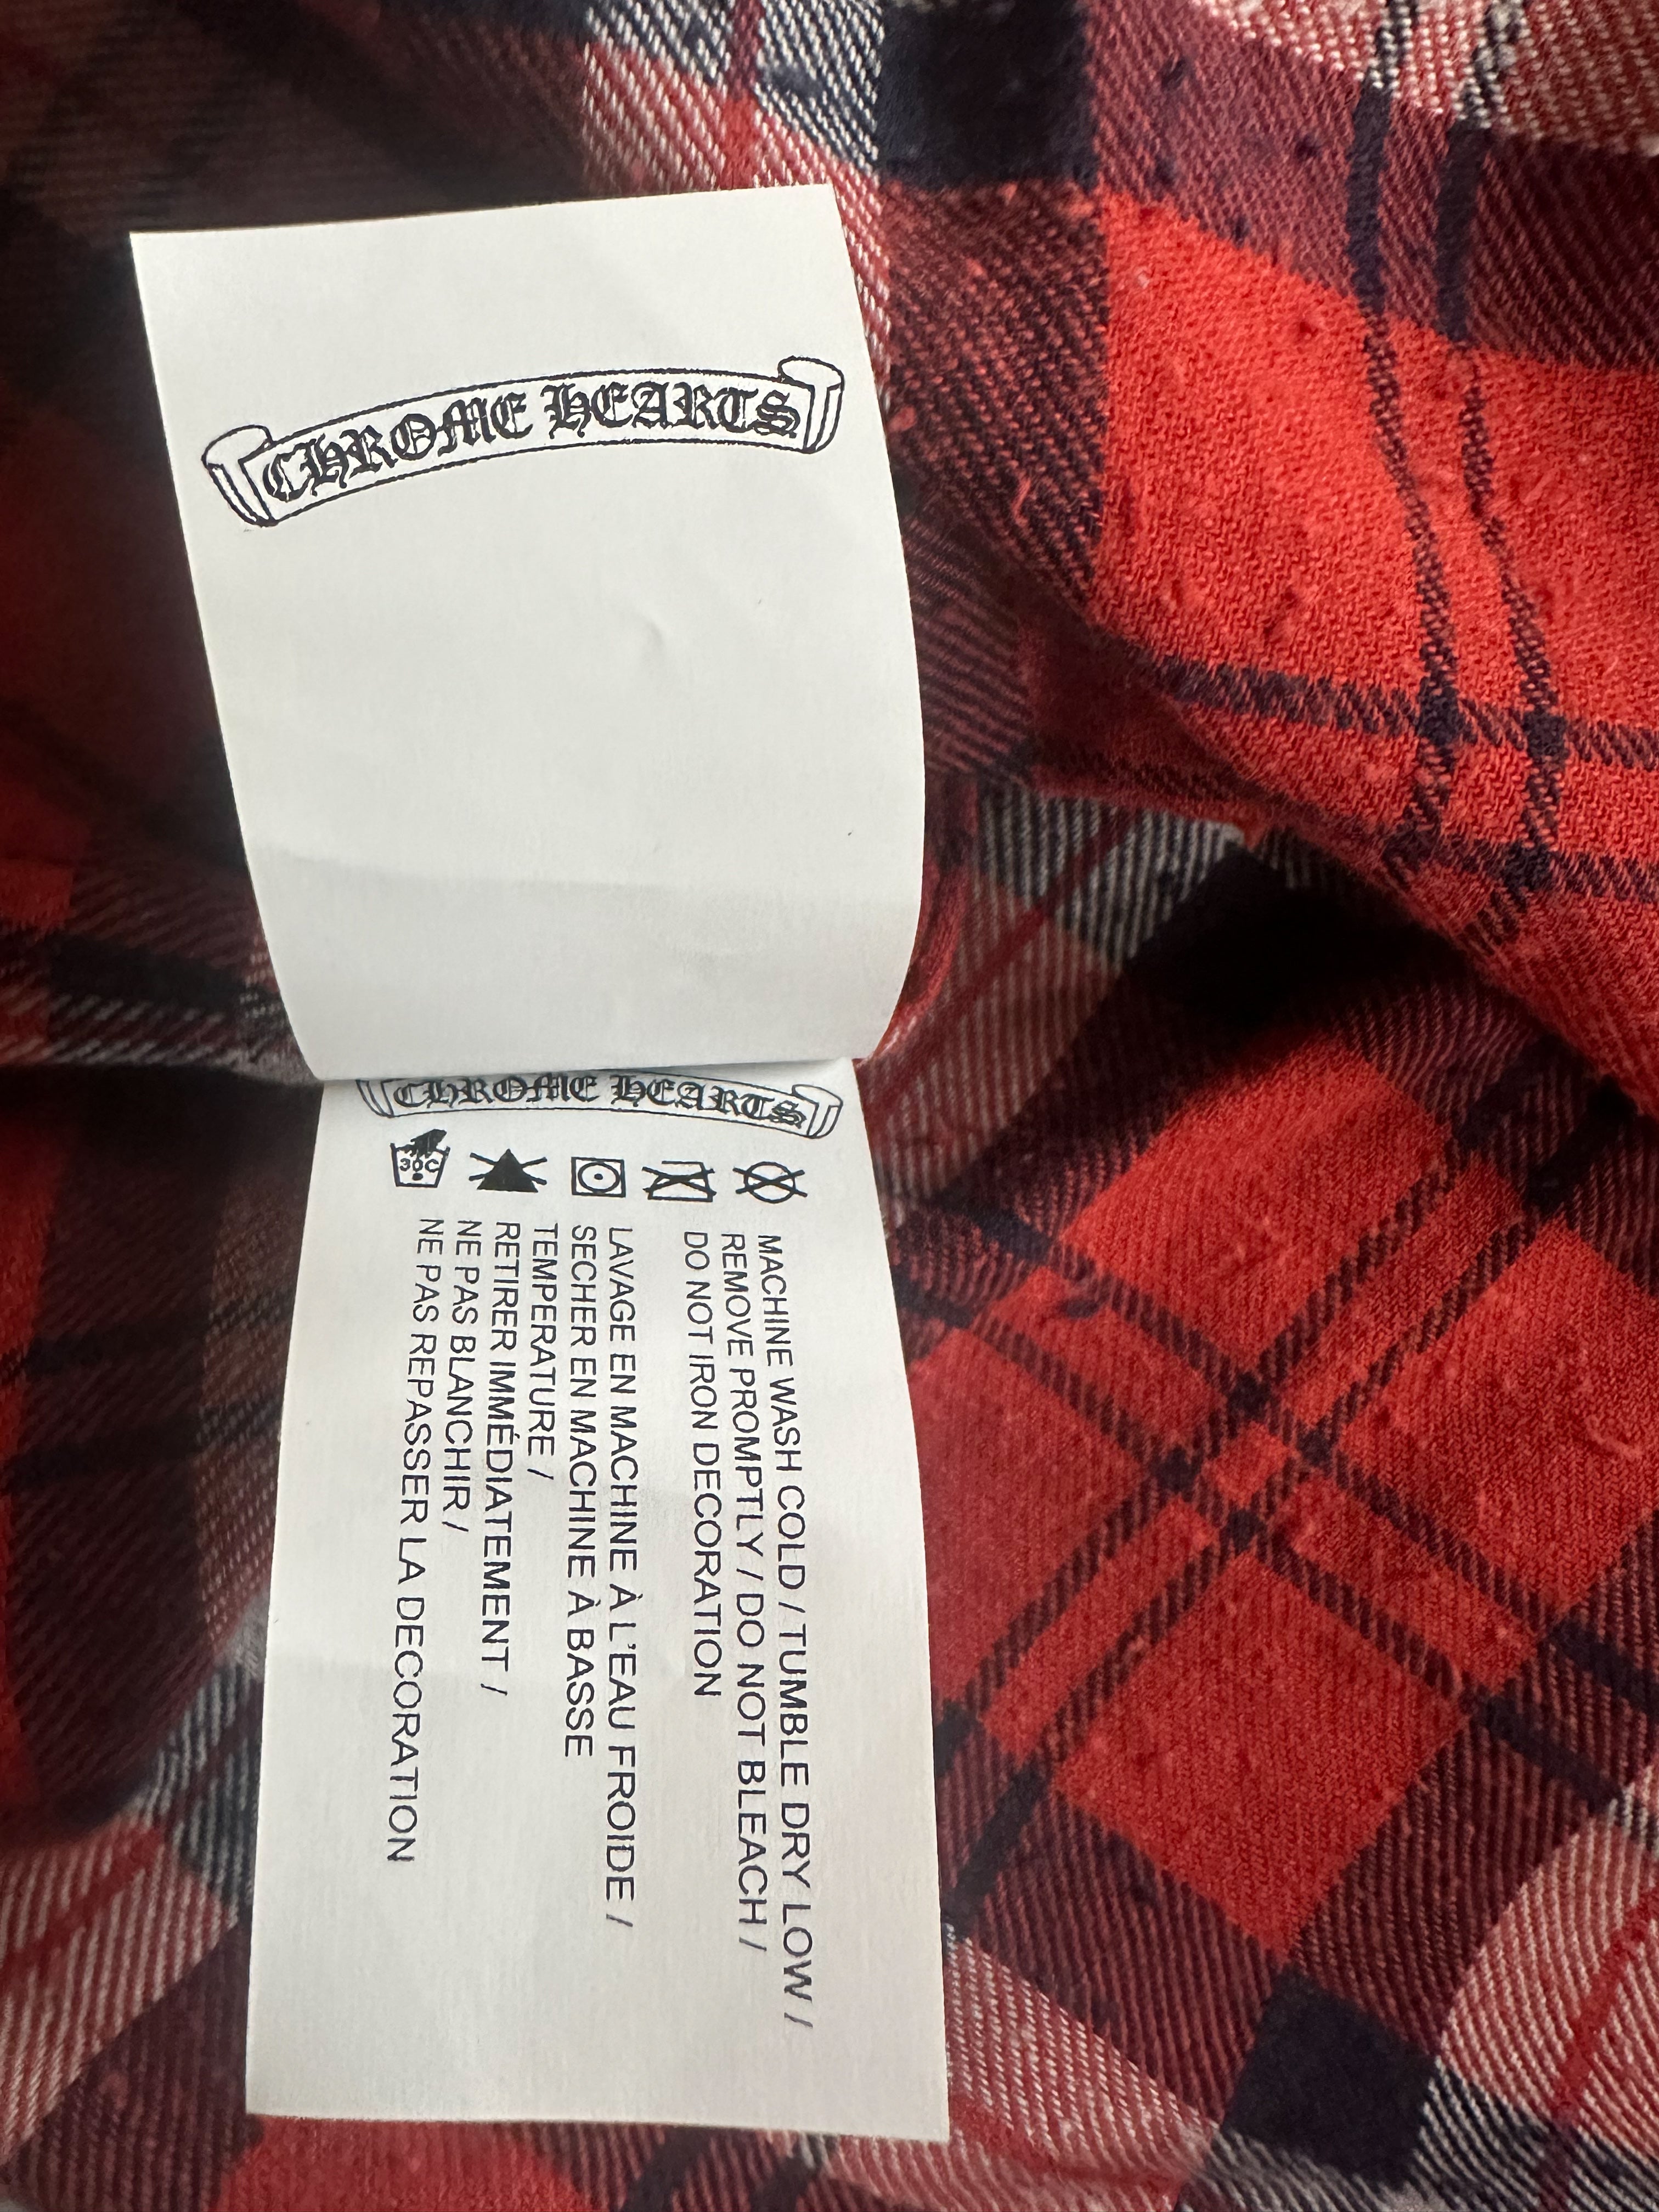 CHROME HEARTS
CHROME HEARTS
30C
MACHINE WASH COLD / TUMBLE DRY LOW /
REMOVE PROMPTLY / DO NOT BLEACH /
DO NOT IRON DECORATION
LAVAGE EN MACHINE À L'EAU FROIDE /
SECHER EN MACHINE À BASSE
TEMPERATURE /
RETIRER IMMÉDIATEMENT /
NE PAS BLANCHIR /
NE PAS REPASSER LA DECORATION